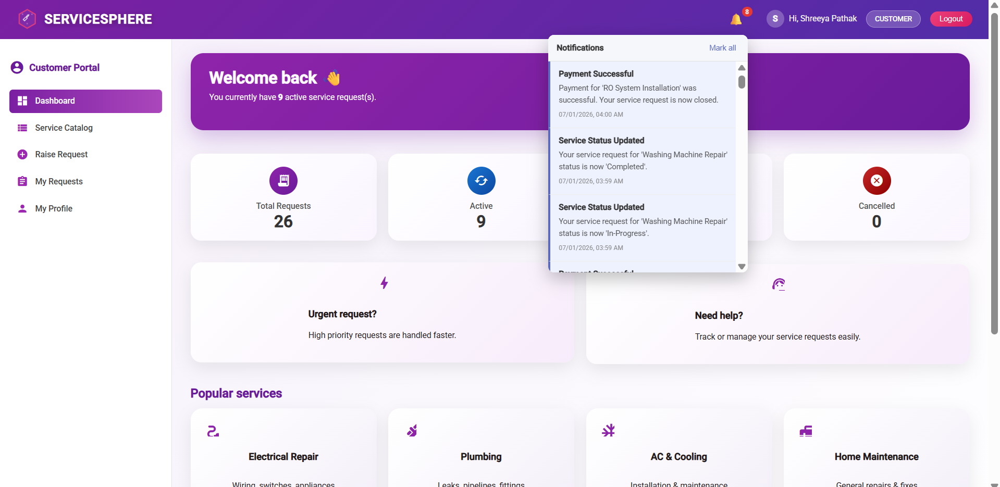 SERVICESPHERE
8
S
Hi, Shreeya Pathak
CUSTOMER
Logout
Customer Portal
Dashboard
Service Catalog
Raise Request
My Requests
My Profile
Welcome back 👋
You currently have 9 active service request(s).
Notifications
Mark all
Payment Successful
Payment for 'RO System Installation' was
successful. Your service request is now closed.
07/01/2026, 04:00 AM
Service Status Updated
Your service request for 'Washing Machine Repair'
status is now 'Completed'.
07/01/2026, 03:59 AM
Service Status Updated
Your service request for 'Washing Machine Repair'
status is now 'In-Progress'.
07/01/2026, 03:59 AM
Payment Successful
Total Requests
26
Active
9
Cancelled
0
Urgent request?
High priority requests are handled faster.
Need help?
Track or manage your service requests easily.
Popular services
Electrical Repair
Wiring, switches, appliances
Plumbing
Leaks, pipelines, fittings
AC & Cooling
Installation & maintenance
Home Maintenance
General repairs & fixes